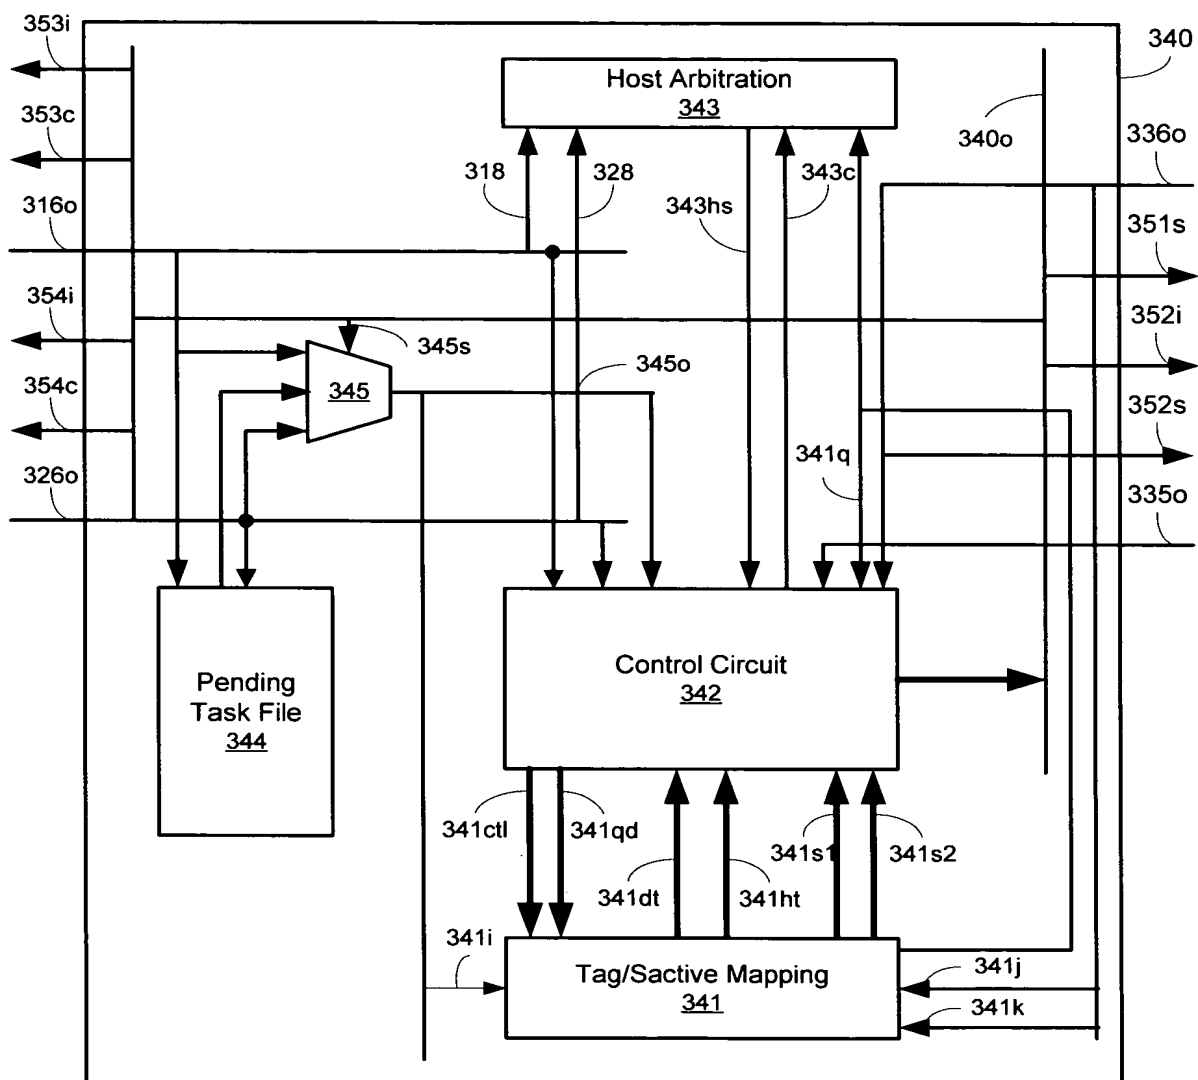 353i
340
Host Arbitration
343
353c
340o
336o
318
328
343c
316o
343hs
351s
354i
352i
345s
345o
354c
345
352s
341q
326o
335o
Control Circuit
342
Pending
Task File
344
341ctl
341qd
341s1
341s2
341dt
341ht
341i
341j
Tag/Sactive Mapping
341
341k